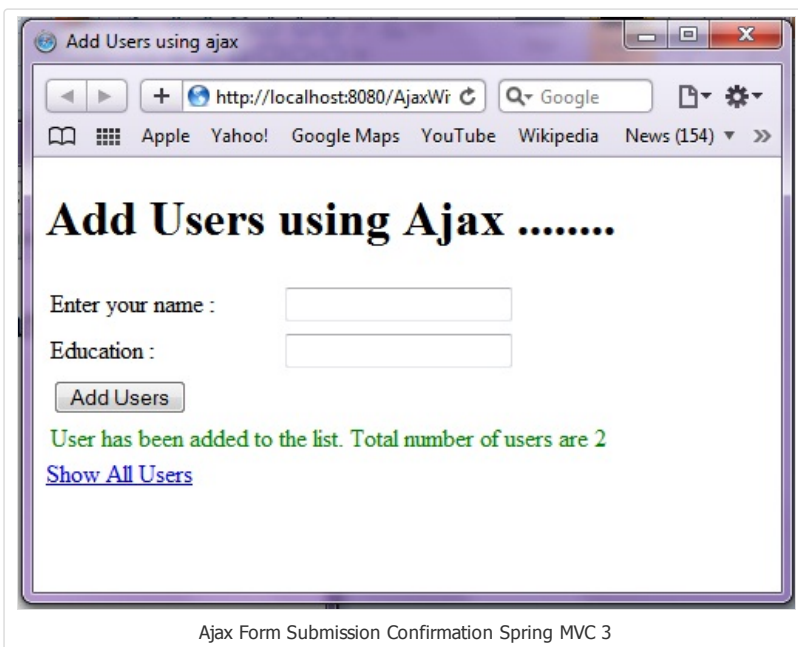 Add Users using ajax
http://localhost:8080/AjaxWi
Google
Apple Yahoo! Google Maps YouTube Wikipedia News (154)
Add Users using Ajax ........
Enter your name :
Education :
Add Users
User has been added to the list. Total number of users are 2
Show All Users
Ajax Form Submission Confirmation Spring MVC 3